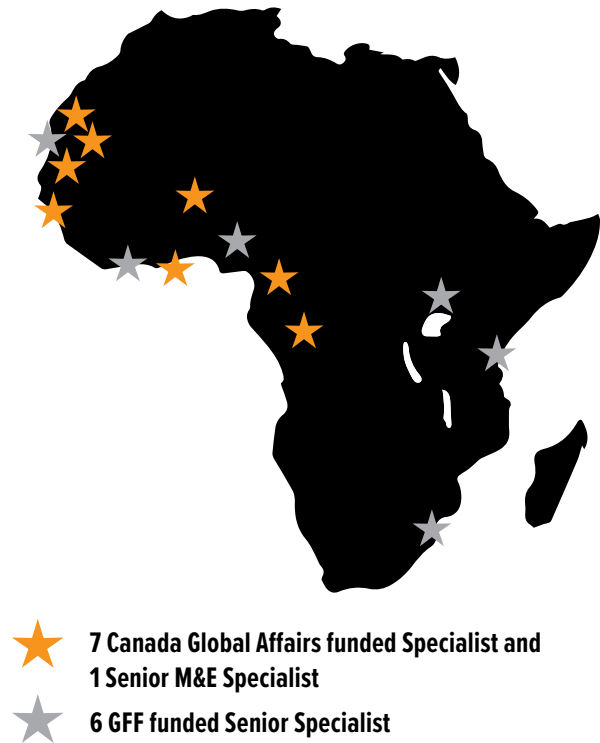 7 Canada Global Affairs funded Specialist and
1 Senior M&E Specialist
6 GFF funded Senior Specialist